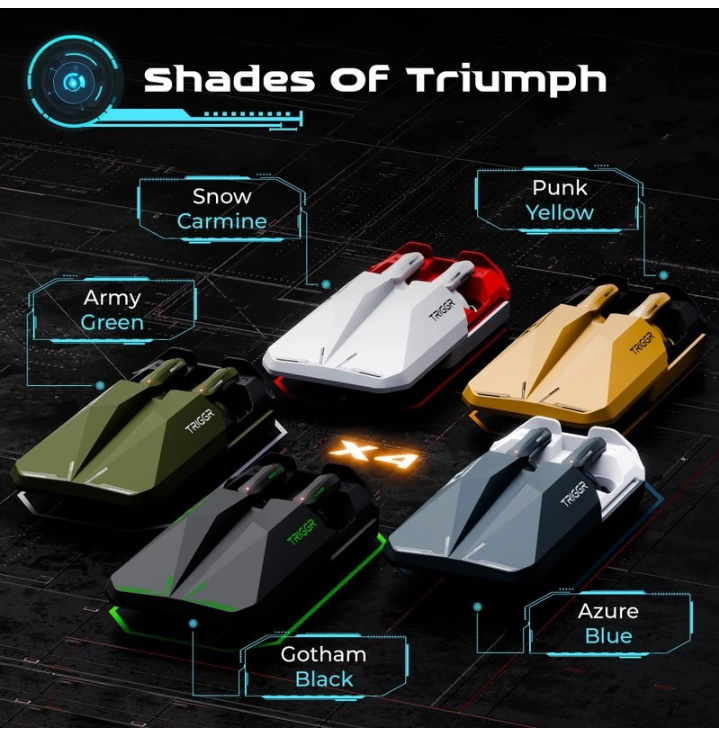 Shades Of Triumph
Snow
Carmine
Punk
Yellow
Army
Green
TRIGGR
TRIGGR
TRIGGR
X4
TRIGGR
TRIGGR
Azure
Blue
Gotham
Black